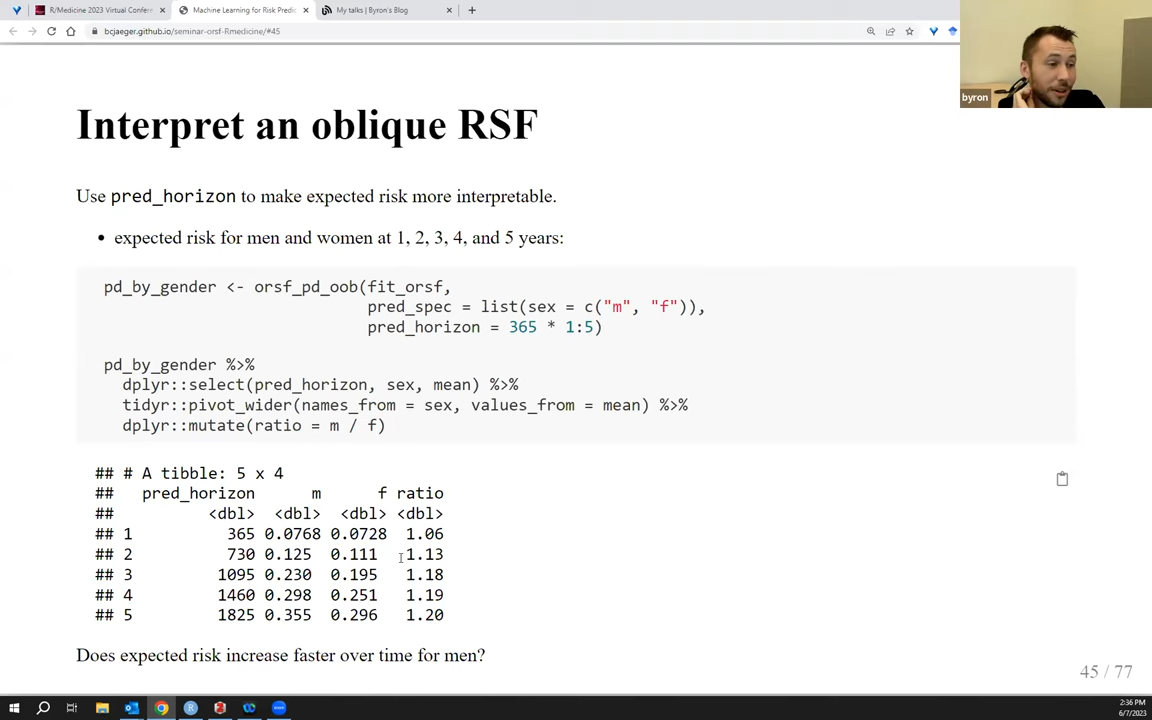 R/Medicine 2023 Virtual Confer
Machine Learning for Risk Predic
My talks | Byron's Blog
bcjaeger.github.io/seminar-orsf-Rmedicine/#45
byron
Interpret an oblique RSF
Use pred_horizon to make expected risk more interpretable.
• expected risk for men and women at 1, 2, 3, 4, and 5 years:
pd_by_gender <- orsf_pd_oob(fit_orsf,
pred_spec = list(sex = c("m", "f")),
pred_horizon = 365 * 1:5)
pd_by_gender %>%
dplyr::select(pred_horizon, sex, mean) %>%
tidyr::pivot_wider(names_from = sex, values_from = mean) %>%
dplyr::mutate(ratio = m / f)
## # A tibble: 5 x 4
## pred_horizon m f ratio
## <dbl> <dbl> <dbl> <dbl>
## 1 365 0.0768 0.0728 1.06
## 2 730 0.125 0.111 1.13
## 3 1095 0.230 0.195 1.18
## 4 1460 0.298 0.251 1.19
## 5 1825 0.355 0.296 1.20
Does expected risk increase faster over time for men?
45 / 77
2:36 PM
6/7/2023